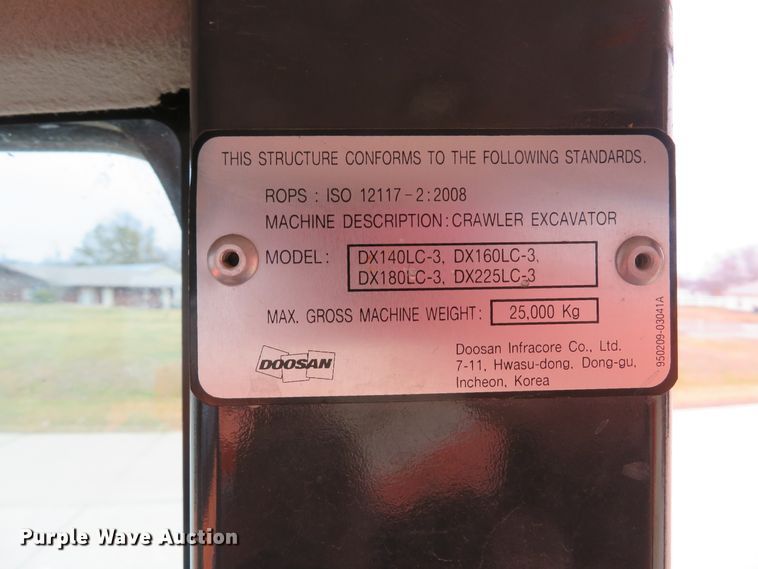 THIS STRUCTURE CONFORMS TO THE FOLLOWING STANDARDS.
ROPS : ISO 12117-2:2008
MACHINE DESCRIPTION : CRAWLER EXCAVATOR
MODEL : DX140LC-3, DX160LC-3,
DX180LC-3, DX225LC-3
MAX. GROSS MACHINE WEIGHT : 25,000 Kg
DOOSAN
Doosan Infracore Co., Ltd.
7-11, Hwasu-dong, Dong-gu,
Incheon, Korea
950209-03041A
Purple Wave Auction